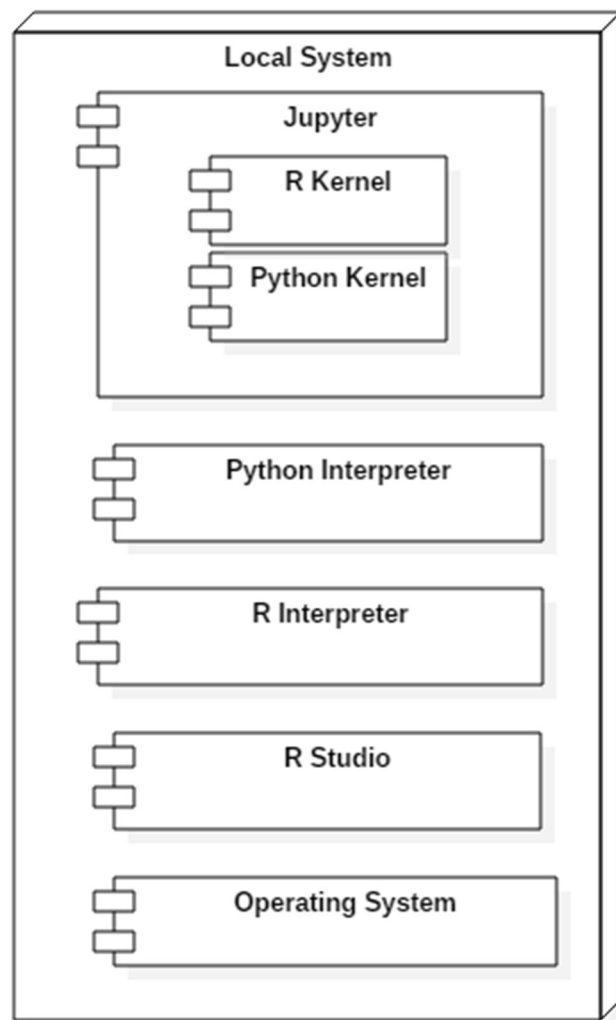 Local System
Jupyter
R Kernel
Python Kernel
Python Interpreter
R Interpreter
R Studio
Operating System